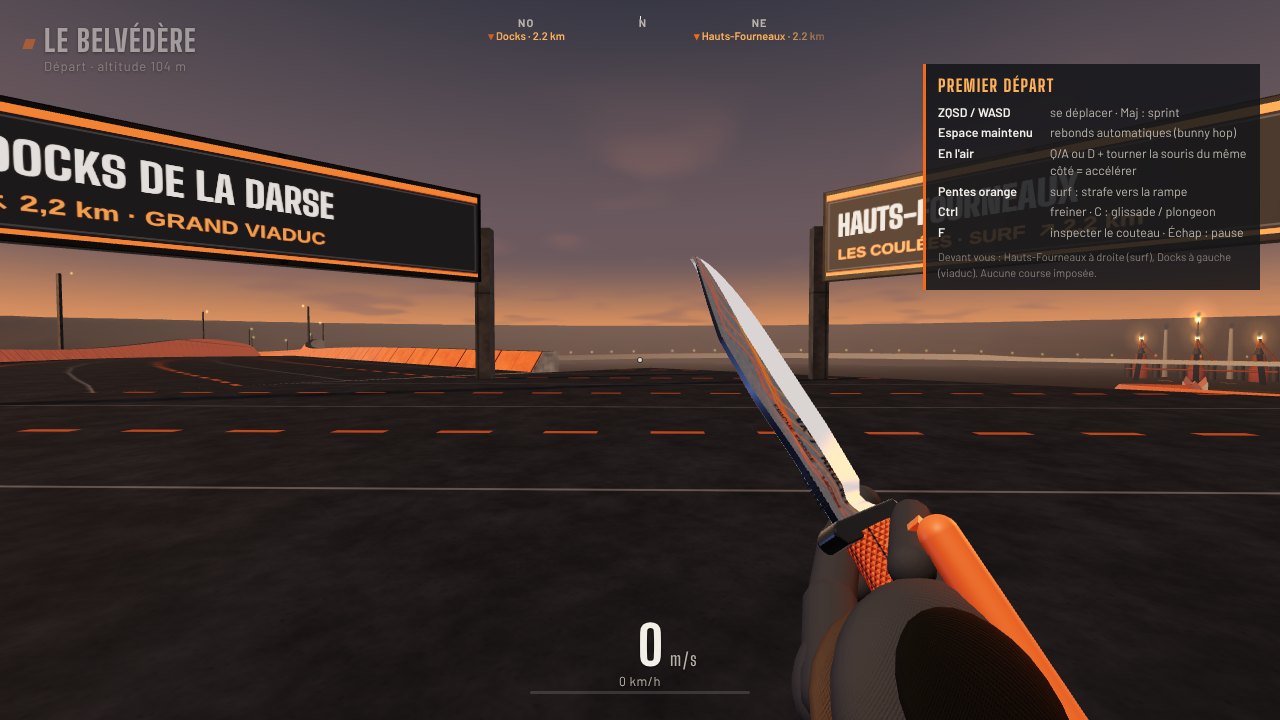 LE BELVÉDÈRE
Départ · altitude 104 m
NO
N
NE
▼Docks · 2.2 km
▼Hauts-Fourneaux · 2.2 km
DOCKS DE LA DARSE
2,2 km · GRAND VIADUC
HAUTS-FOURNEAUX
LES COULÉES · SURF ↗ 2,2 km
PREMIER DÉPART
ZQSD / WASD se déplacer · Maj : sprint
Espace maintenu rebonds automatiques (bunny hop)
En l'air Q/A ou D + tourner la souris du même
côté = accélérer
Pentes orange surf : strafe vers la rampe
Ctrl freiner · C : glissade / plongeon
F inspecter le couteau · Échap : pause
Devant vous : Hauts-Fourneaux à droite (surf), Docks à gauche
(viaduc). Aucune course imposée.
0 m/s
0 km/h